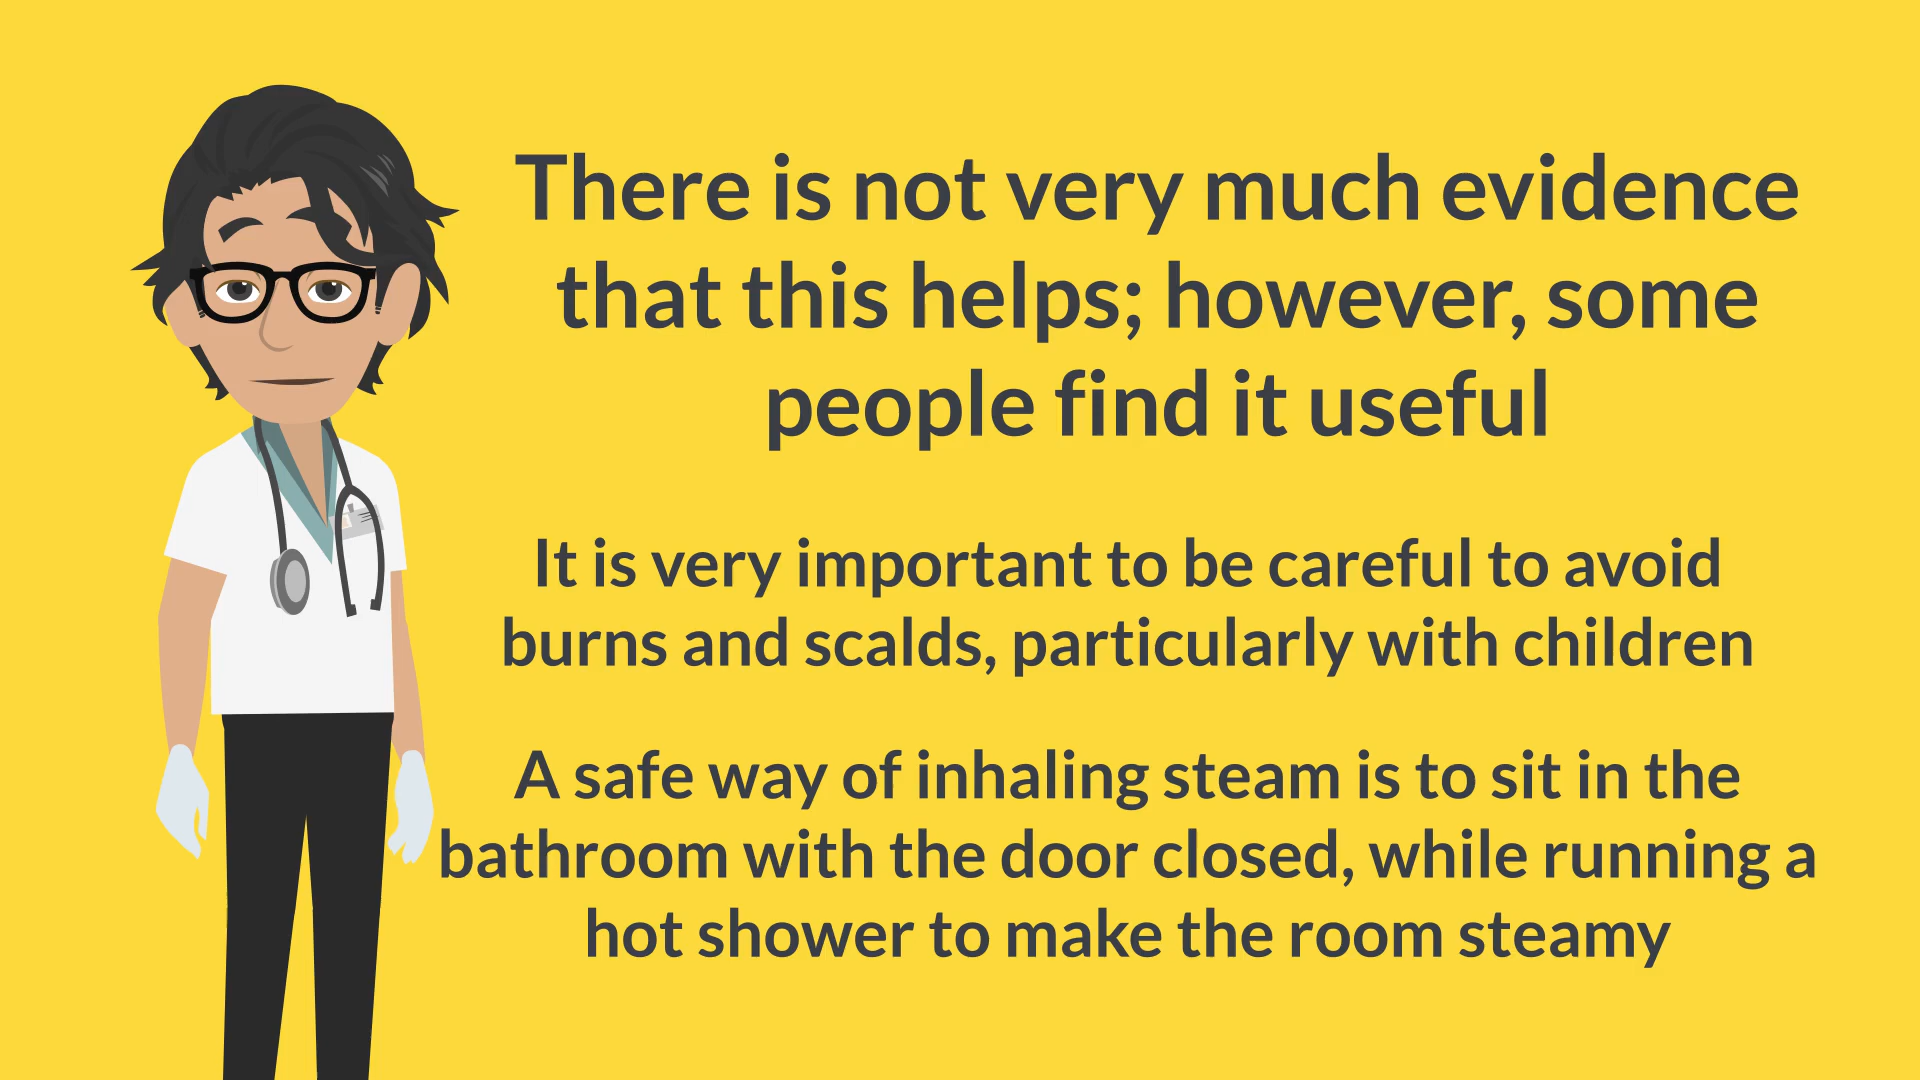 There is not very much evidence
that this helps; however, some
people find it useful
It is very important to be careful to avoid
burns and scalds, particularly with children
A safe way of inhaling steam is to sit in the
bathroom with the door closed, while running a
hot shower to make the room steamy